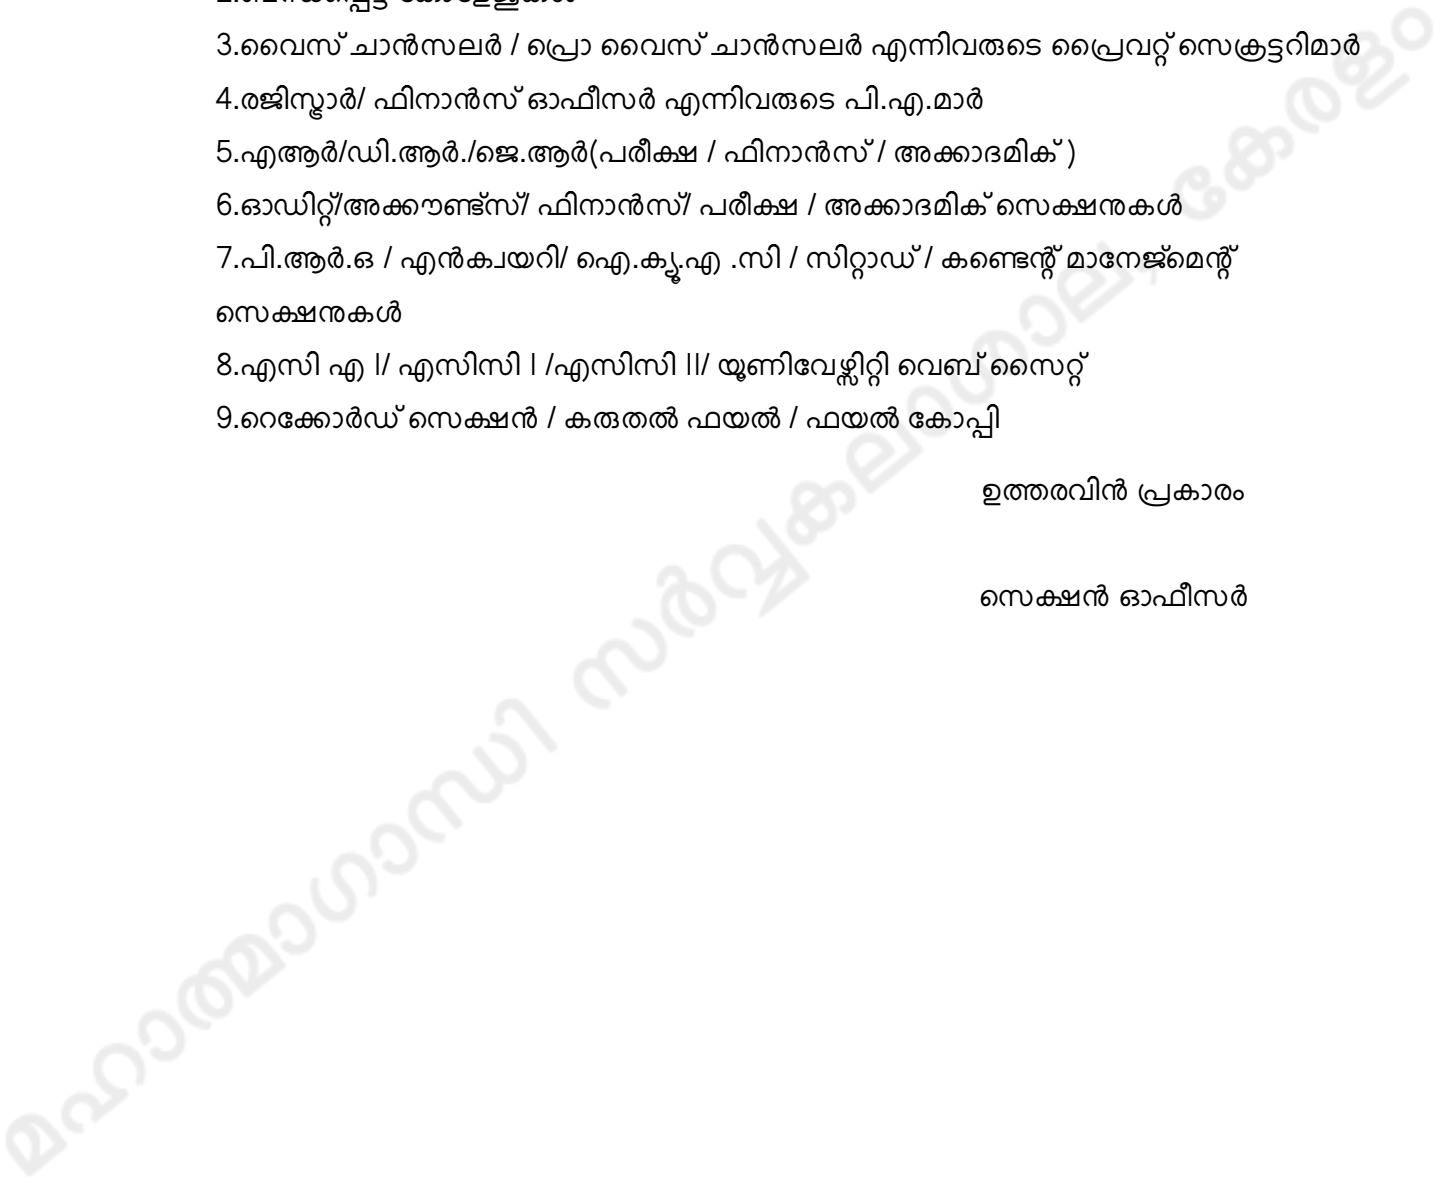 3.വൈസ് ചാൻസലർ / പ്രൊ വൈസ് ചാൻസലർ എന്നിവരുടെ പ്രൈവറ്റ് സെക്രട്ടറിമാർ
4.രജിസ്ട്രാർ/ ഫിനാൻസ് ഓഫീസർ എന്നിവരുടെ പി.എ.മാർ
5.എആർ/ഡി.ആർ./ജെ.ആർ(പരീക്ഷ / ഫിനാൻസ് / അക്കാദമിക് )
6.ഓഡിറ്റ്/അക്കൗണ്ട്സ്/ ഫിനാൻസ്/ പരീക്ഷ / അക്കാദമിക് സെക്ഷനുകൾ
7.പി.ആർ.ഒ / എൻക്വയറി/ ഐ.ക്യൂ.എ .സി / സിറ്റാഡ് / കണ്ടെന്റ് മാനേജ്‌മെന്റ്
സെക്ഷനുകൾ
8.എസി എ I/ എസിസി I /എസിസി II/ യൂണിവേഴ്സിറ്റി വെബ് സൈറ്റ്
9.റെക്കോർഡ് സെക്ഷൻ / കരുതൽ ഫയൽ / ഫയൽ കോപ്പി
ഉത്തരവിൻ പ്രകാരം
സെക്ഷൻ ഓഫീസർ
മഹാത്മാഗാന്ധി സർവ്വകലാശാല, കേരളം